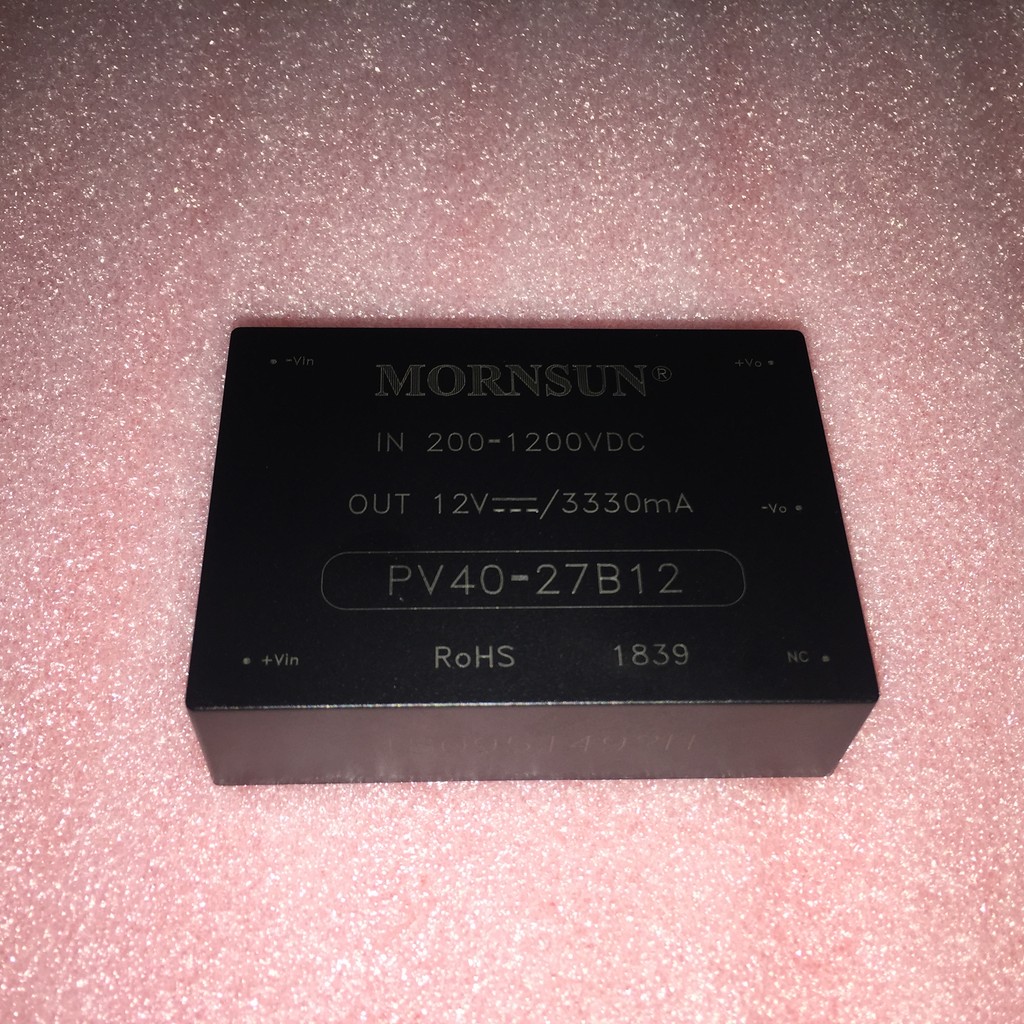 -Vin MORNSUN® +Vo
IN 200-1200VDC
OUT 12V⎓/3330mA -Vo
PV40-27B12
+Vin RoHS 1839 NC